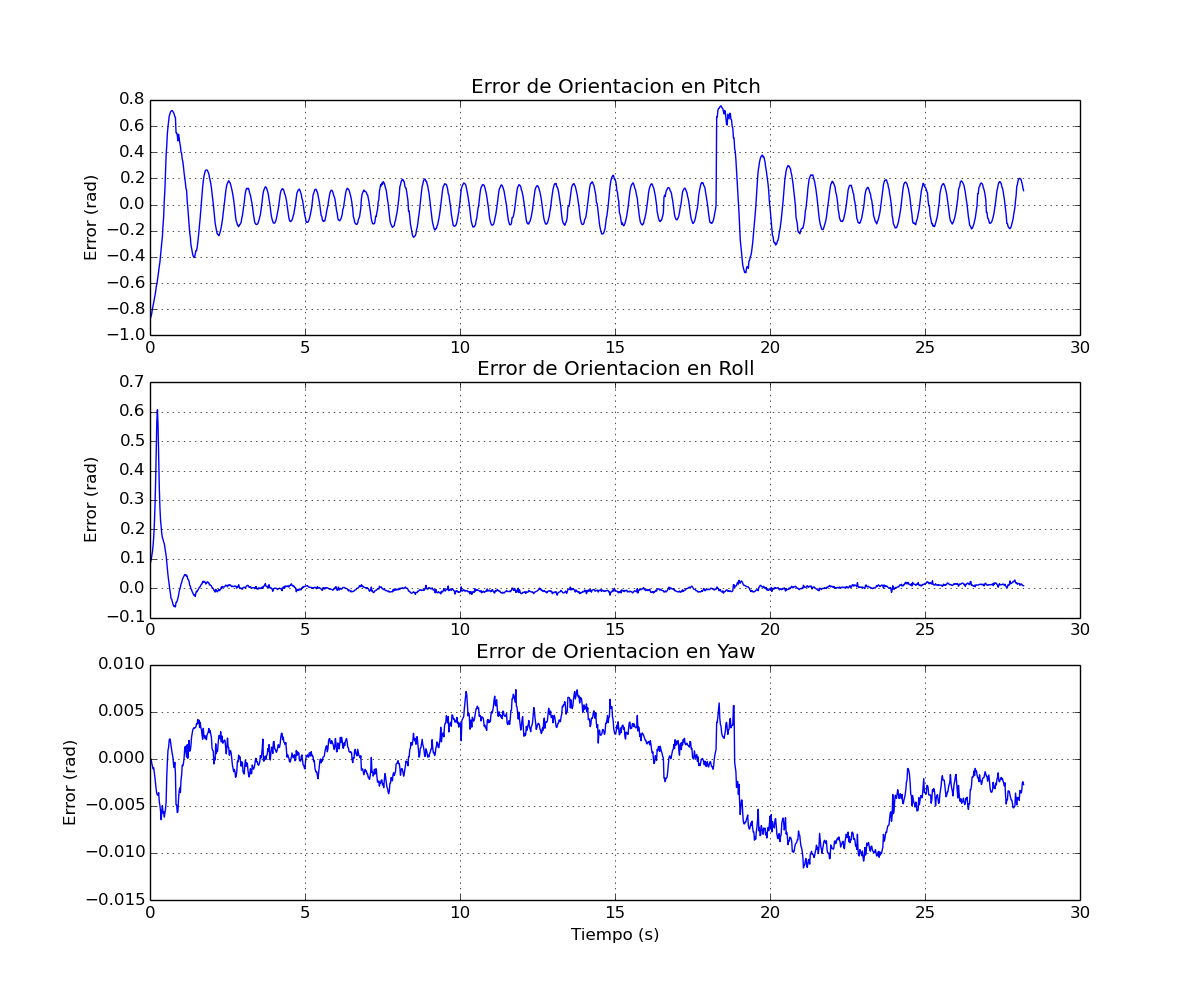 Error de Orientacion en Pitch
0.8
0.6
0.4
0.2
0.0
−0.2
−0.4
−0.6
−0.8
−1.0
Error (rad)
0 5 10 15 20 25 30
Error de Orientacion en Roll
0.7
0.6
0.5
0.4
0.3
0.2
0.1
0.0
−0.1
Error (rad)
0 5 10 15 20 25 30
Error de Orientacion en Yaw
0.010
0.005
0.000
−0.005
−0.010
−0.015
Error (rad)
0 5 10 15 20 25 30
Tiempo (s)